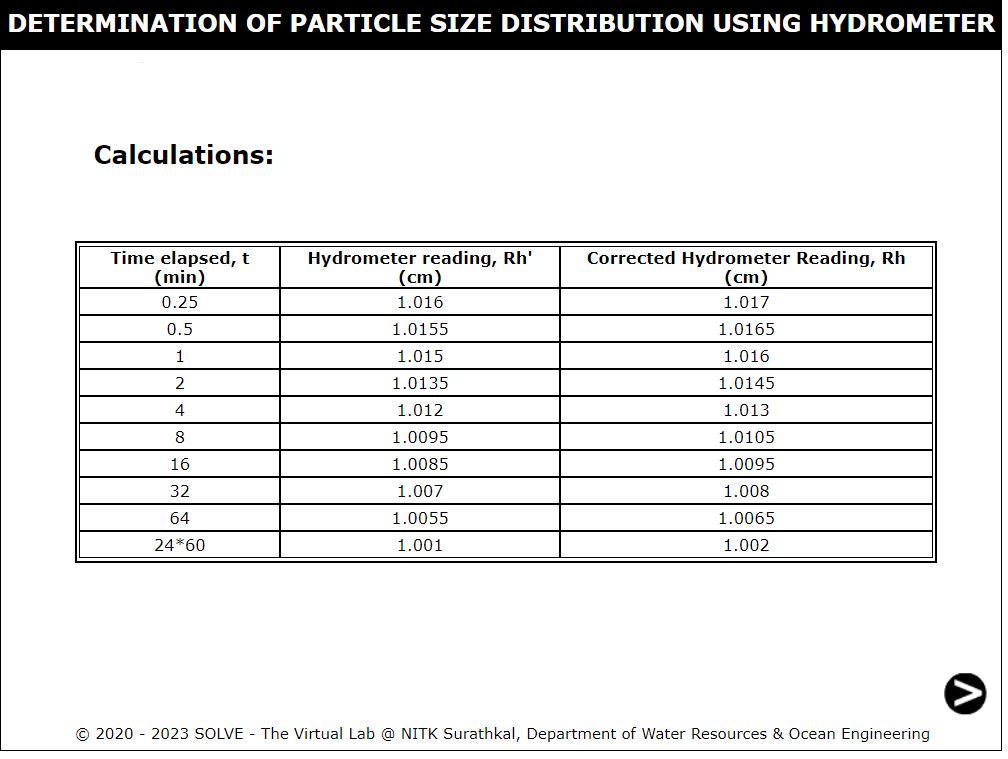 DETERMINATION OF PARTICLE SIZE DISTRIBUTION USING HYDROMETER
Calculations:
Time elapsed, t (min) Hydrometer reading, Rh' (cm) Corrected Hydrometer Reading, Rh (cm)
0.25 1.016 1.017
0.5 1.0155 1.0165
1 1.015 1.016
2 1.0135 1.0145
4 1.012 1.013
8 1.0095 1.0105
16 1.0085 1.0095
32 1.007 1.008
64 1.0055 1.0065
24*60 1.001 1.002
© 2020 - 2023 SOLVE - The Virtual Lab @ NITK Surathkal, Department of Water Resources & Ocean Engineering